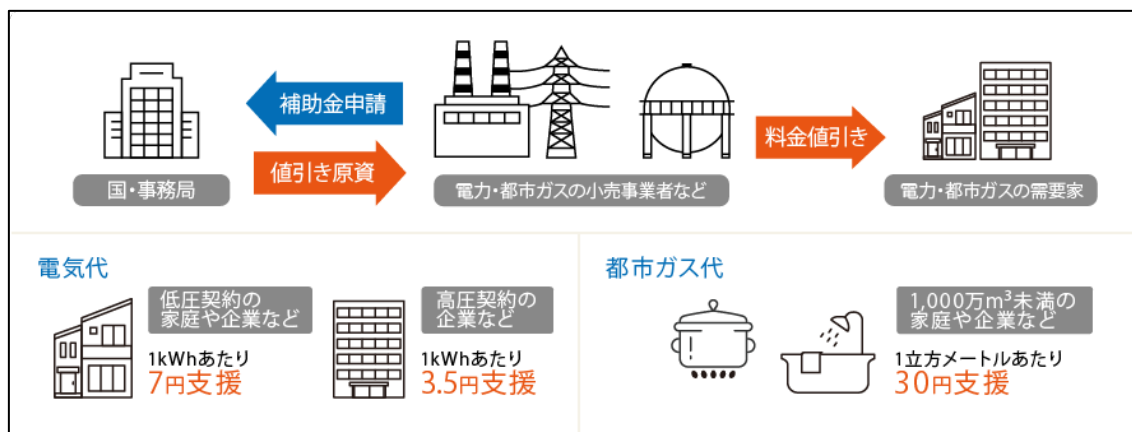 補助金申請
値引き原資
料金値引き
国・事務局
電力・都市ガスの小売事業者など
電力・都市ガスの需要家
電気代
低圧契約の
家庭や企業など
1kWhあたり
7円支援
高圧契約の
企業など
1kWhあたり
3.5円支援
都市ガス代
1,000万m³未満の
家庭や企業など
1立方メートルあたり
30円支援